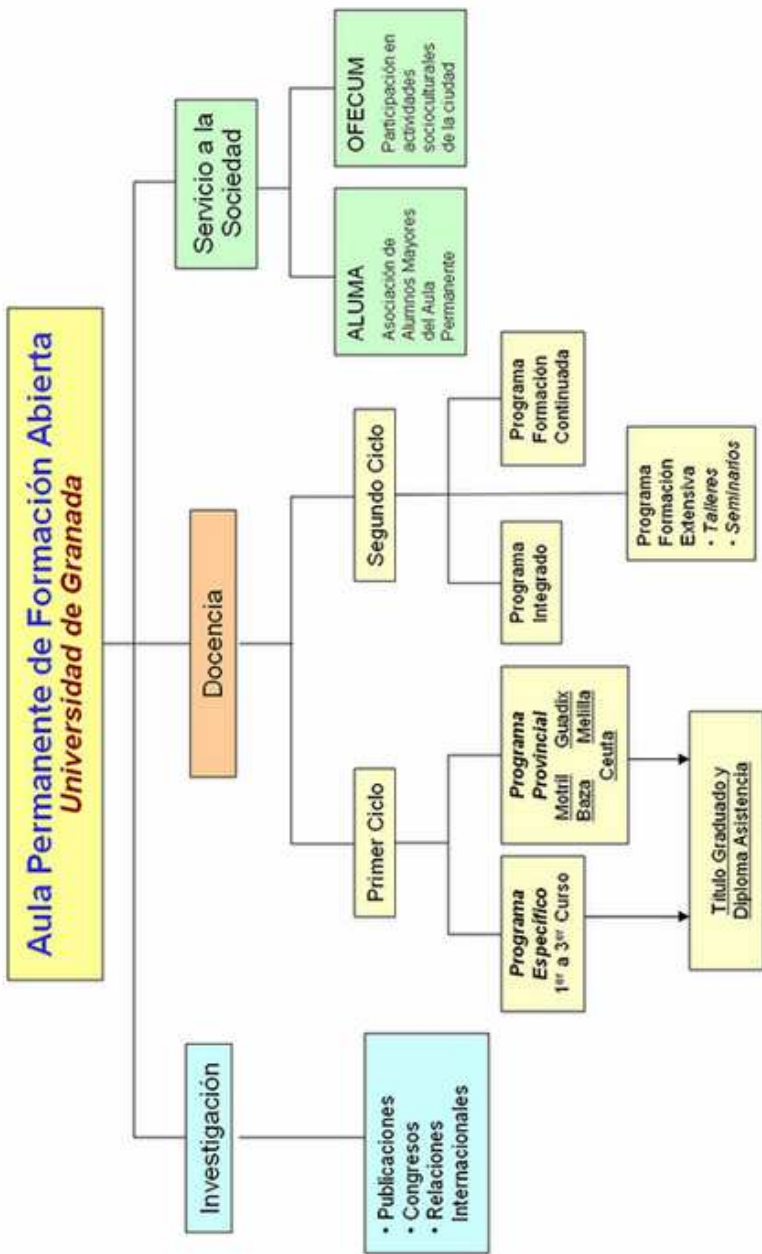 Aula Permanente de Formación Abierta
Universidad de Granada
Investigación
• Publicaciones
• Congresos
• Relaciones
Internacionales
Docencia
Primer Ciclo
Programa
Específico
1er a 3er Curso
Programa
Provincial
Motril Guadix
Baza Melilla
Ceuta
Título Graduado y
Diploma Asistencia
Segundo Ciclo
Programa
Integrado
Programa
Formación
Extensiva
• Talleres
• Seminarios
Programa
Formación
Continuada
Servicio a la
Sociedad
ALUMA
Asociación de
Alumnos Mayores
del Aula
Permanente
OFECUM
Participación en
actividades
socioculturales
de la ciudad